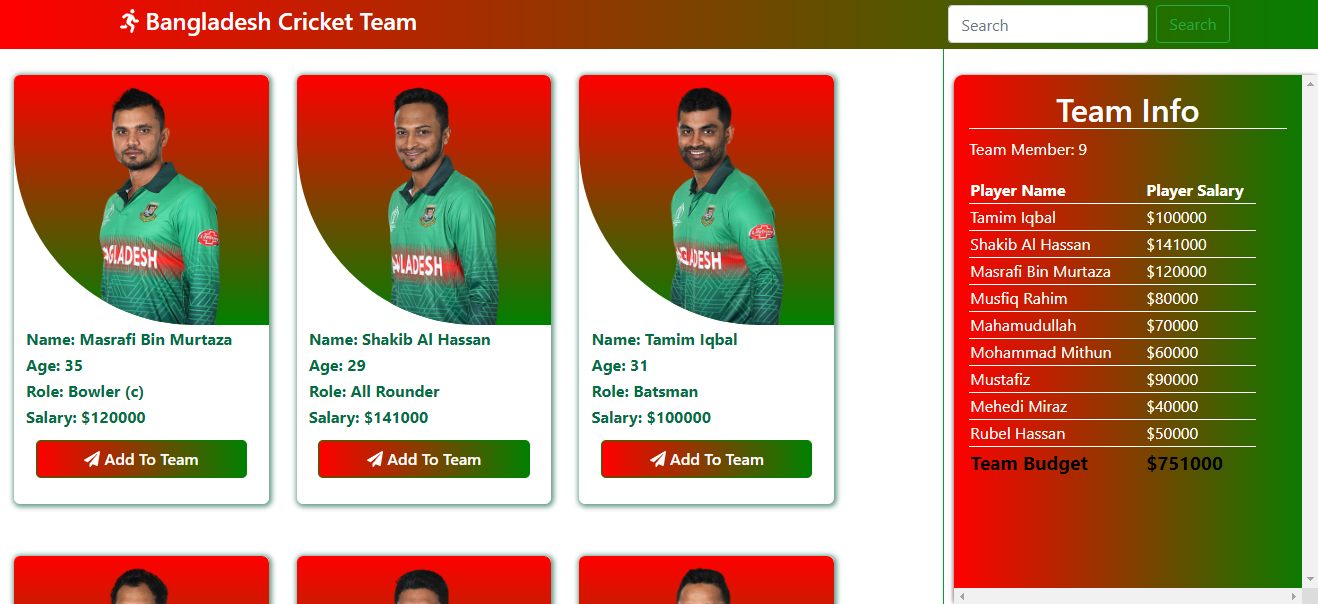 Bangladesh Cricket Team
Search
Search
BANGLADESH
Name: Masrafi Bin Murtaza
Age: 35
Role: Bowler (c)
Salary: $120000
Add To Team
LADESH
Name: Shakib Al Hassan
Age: 29
Role: All Rounder
Salary: $141000
Add To Team
GLADESH
Name: Tamim Iqbal
Age: 31
Role: Batsman
Salary: $100000
Add To Team
Team Info
Team Member: 9
Player Name Player Salary
Tamim Iqbal $100000
Shakib Al Hassan $141000
Masrafi Bin Murtaza $120000
Musfiq Rahim $80000
Mahamudullah $70000
Mohammad Mithun $60000
Mustafiz $90000
Mehedi Miraz $40000
Rubel Hassan $50000
Team Budget $751000